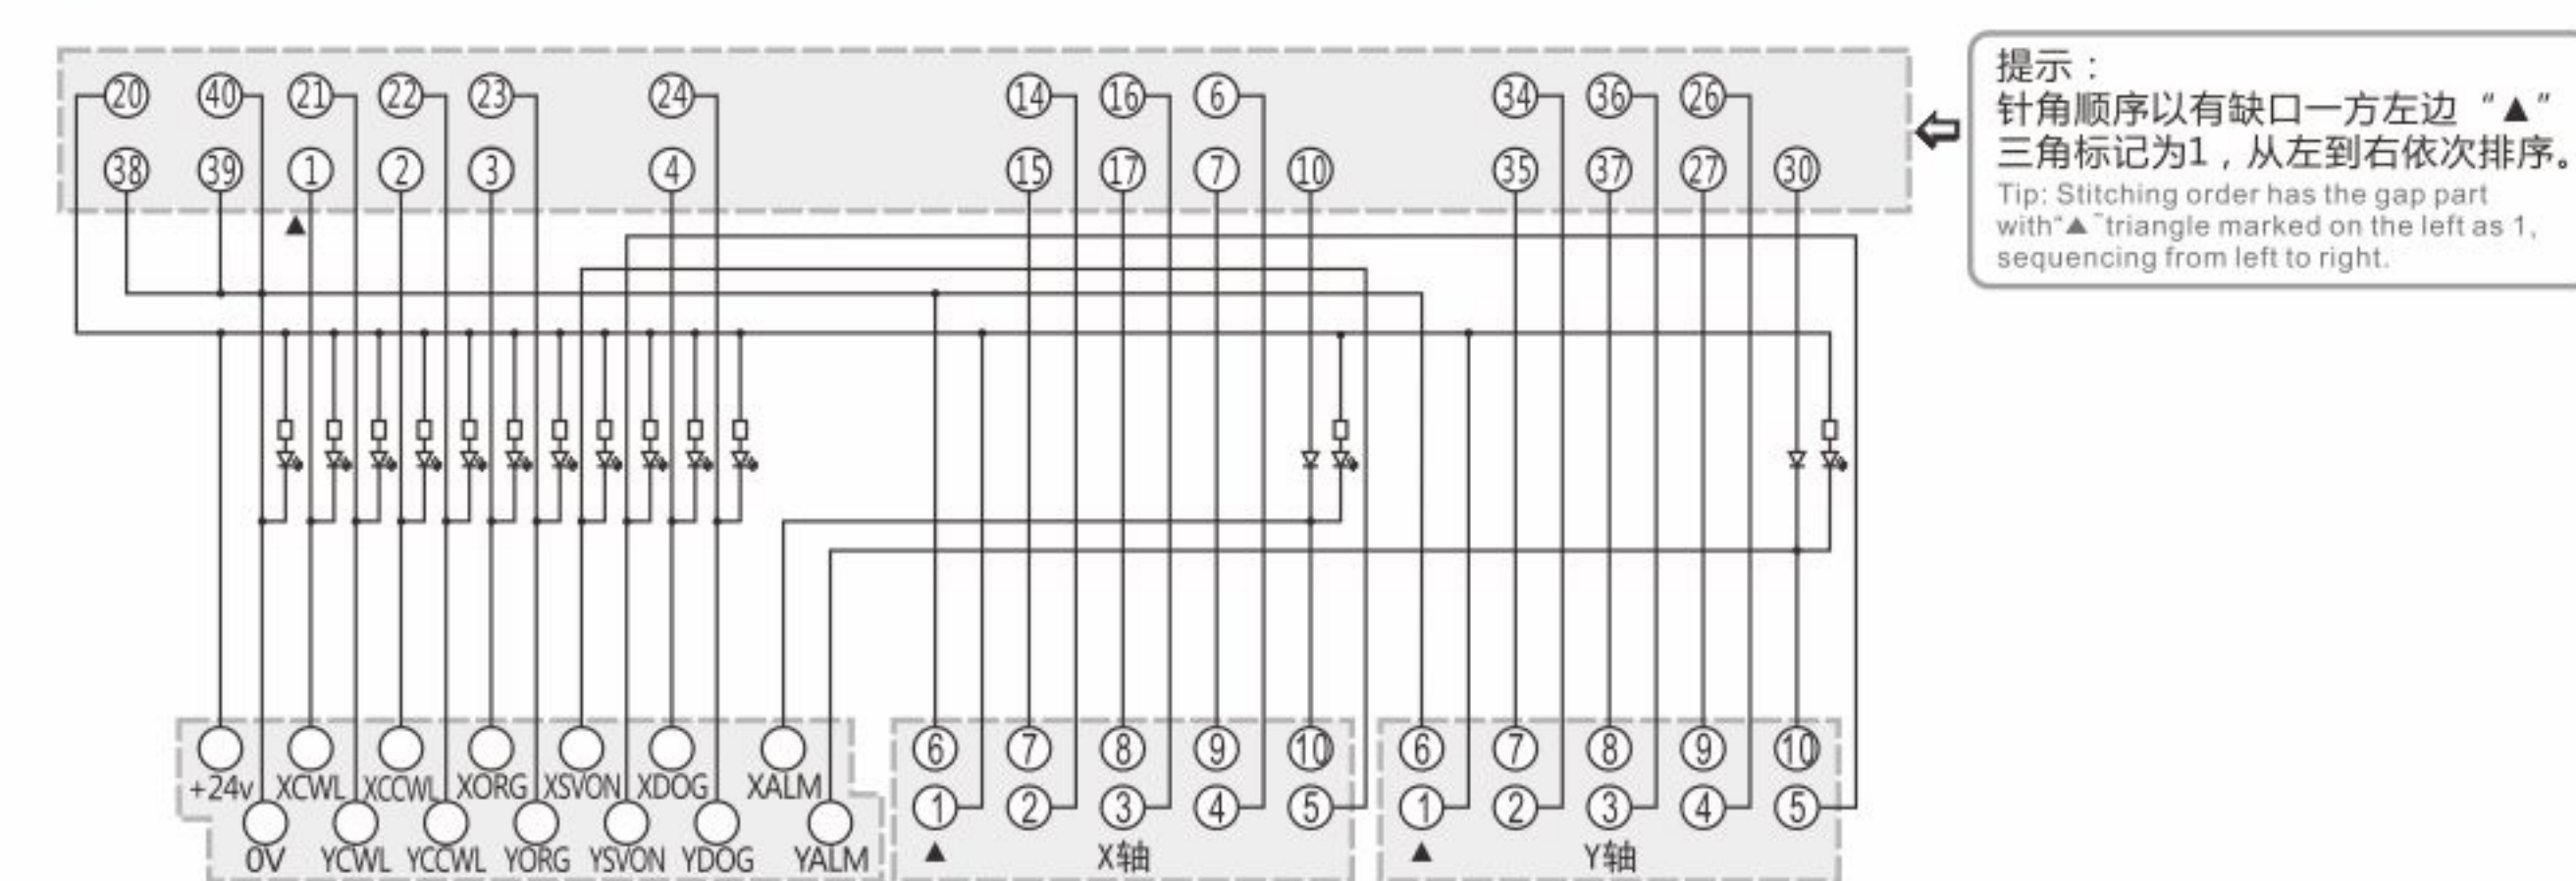 20 40 21 22 23 24 14 16 6 34 36 26
38 39 1 2 3 4 15 17 7 10 35 37 27 30
▲
提示：
针角顺序以有缺口一方左边“▲”
三角标记为1，从左到右依次排序。
Tip: Stitching order has the gap part
with“▲”triangle marked on the left as 1,
sequencing from left to right.
+24v XCWL XCCWL XORG XSVON XDOG XALM
0V YCWL YCCWL YORG YSVON YDOG YALM
6 7 8 9 10
1 2 3 4 5
▲ X轴
6 7 8 9 10
1 2 3 4 5
▲ Y轴